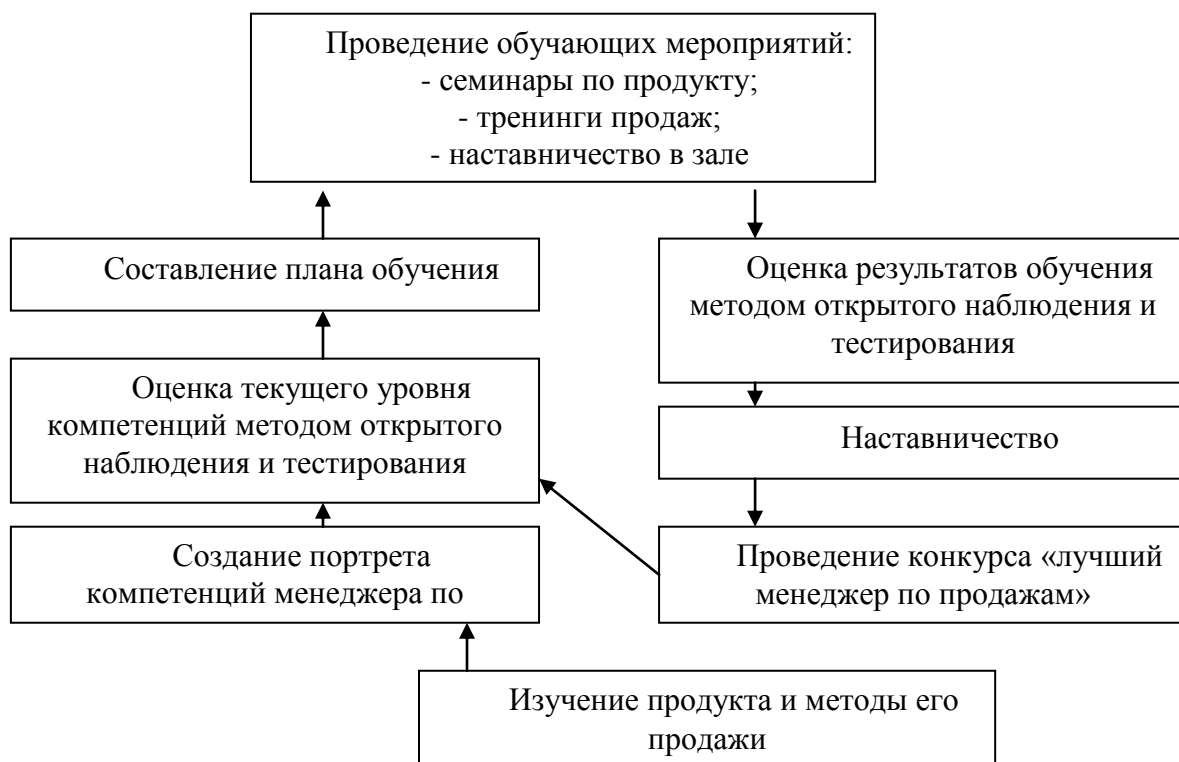 Проведение обучающих мероприятий:
- семинары по продукту;
- тренинги продаж;
- наставничество в зале
Составление плана обучения
Оценка результатов обучения
методом открытого наблюдения и
тестирования
Оценка текущего уровня
компетенций методом открытого
наблюдения и тестирования
Наставничество
Создание портрета
компетенций менеджера по
Проведение конкурса «лучший
менеджер по продажам»
Изучение продукта и методы его
продажи